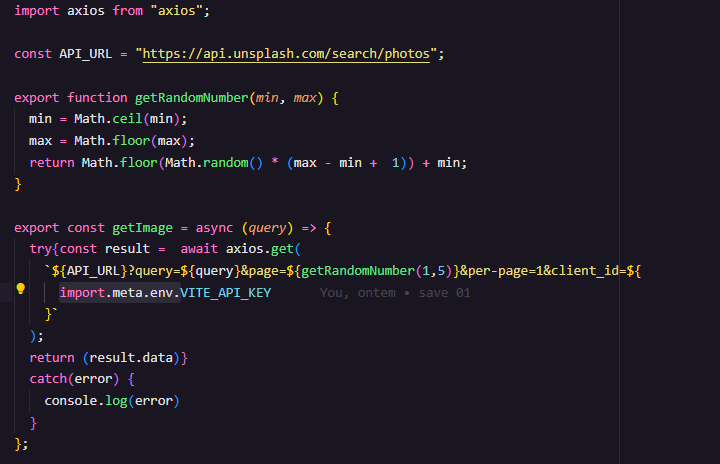 import axios from "axios";
const API_URL = "https://api.unsplash.com/search/photos";
export function getRandomNumber(min, max) {
min = Math.ceil(min);
max = Math.floor(max);
return Math.floor(Math.random() * (max - min +  1)) + min;
}
export const getImage = async (query) => {
try{const result =  await axios.get(
`${API_URL}?query=${query}&page=${getRandomNumber(1,5)}&per-page=1&client_id=${
import.meta.env.VITE_API_KEY You, ontem • save 01
}`
);
return (result.data)}
catch(error) {
console.log(error)
}
};